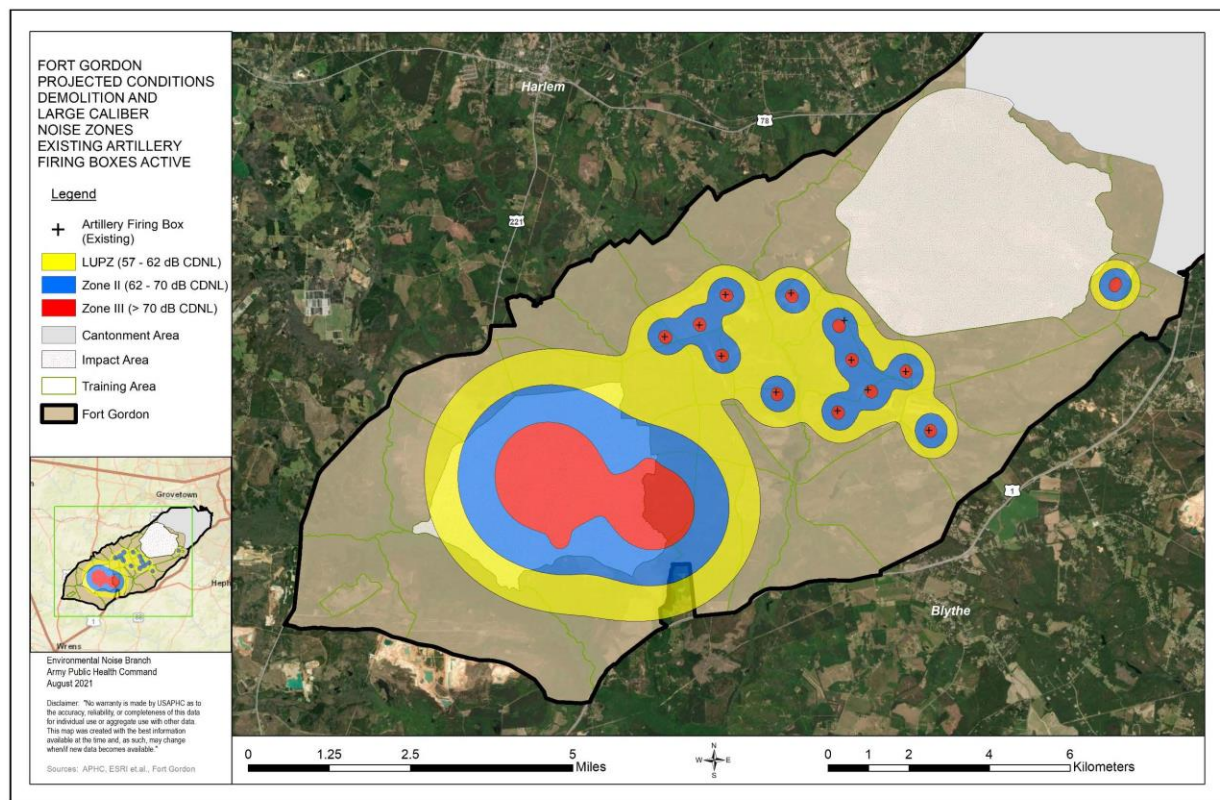 FORT GORDON
PROJECTED CONDITIONS
DEMOLITION AND
LARGE CALIBER
NOISE ZONES
EXISTING ARTILLERY
FIRING BOXES ACTIVE
Legend
Artillery Firing Box
(Existing)
LUPZ (57 - 62 dB CDNL)
Zone II (62 - 70 dB CDNL)
Zone III (> 70 dB CDNL)
Cantonment Area
Impact Area
Training Area
Fort Gordon
Grovetown
Heph
1
Wrens
Environmental Noise Branch
Army Public Health Command
August 2021
Disclaimer: "No warranty is made by USAPHC as to
the accuracy, reliability, or completeness of this data
for individual use or aggregate use with other data.
This map was created with the best information
available at the time and, as such, may change
when/if new data becomes available."
Sources: APHC, ESRI et.al., Fort Gordon
Harlem
78
221
1
Blythe
0 1.25 2.5 5
Miles
N
W E
S
0 1 2 4 6
Kilometers